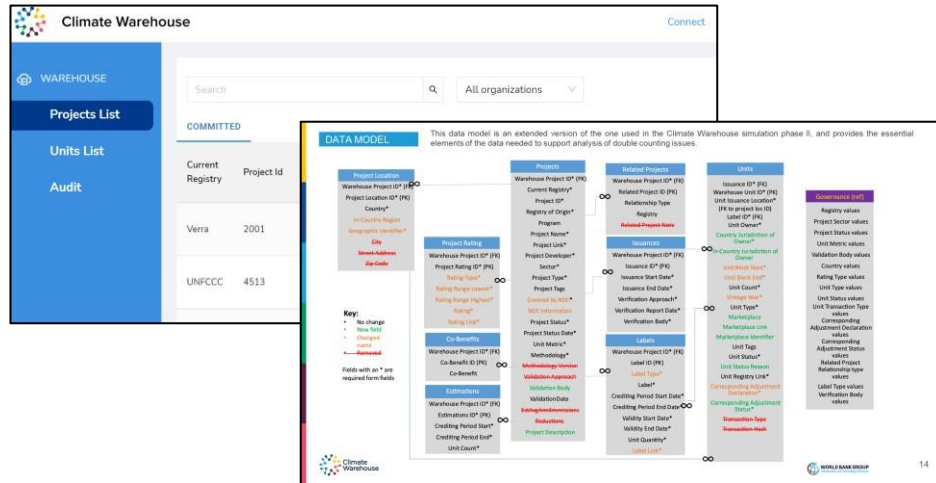 Climate Warehouse
Connect
WAREHOUSE
Projects List
Units List
Audit
Search
All organizations
COMMITTED
Current
Registry
Project Id
Verra
2001
UNFCCC
4513
DATA MODEL
This data model is an extended version of the one used in the Climate Warehouse simulation phase II, and provides the essential
elements of the data needed to support analysis of double counting issues.
Project Location
Warehouse Project ID* (FK)
Project Location ID* (PK)
Country*
In-Country Region
Geographic Identifier*
City
Street Address
Zip Code
Key:
No change
New field
Changed
name
Removed
Fields with an * are
required form fields
Project Rating
Warehouse Project ID* (FK)
Project Rating ID* (PK)
Rating Type*
Rating Range Lowest*
Rating Range Highest*
Rating*
Rating Link*
Co-Benefits
Warehouse Project ID* (FK)
Co-Benefit ID (PK)
Co-Benefit
Estimations
Warehouse Project ID* (FK)
Estimations ID* (PK)
Crediting Period Start*
Crediting Period End*
Unit Count*
Projects
Warehouse Project ID* (PK)
Current Registry*
Project ID*
Registry of Origin*
Program
Project Name*
Project Link*
Project Developer*
Sector*
Project Type*
Project Tags
Covered by NDC*
NDC Information
Project Status*
Project Status Date*
Unit Metric*
Methodology*
Methodology Version
Validation Approach
Validation Body
ValidationDate
Reductions
Project Description
Related Projects
Warehouse Project ID* (FK)
Related Project ID (PK)
Relationship Type
Registry
Related Project Note
Issuances
Warehouse Project ID* (FK)
Issuance ID* (PK)
Issuance Start Date*
Issuance End Date*
Verification Approach*
Verification Report Date*
Verification Body*
Labels
Warehouse Project ID* (FK)
Label ID (PK)
Label Type*
Label*
Crediting Period Start Date*
Crediting Period End Date*
Validity Start Date*
Validity End Date*
Unit Quantity*
Label Link*
Units
Issuance ID* (FK)
Warehouse Unit ID* (PK)
Unit Issuance Location*
(FK to project loc ID)
Label ID* (FK)
Unit Owner*
Country Jurisdiction of
Owner*
In-Country Jurisdiction of
Owner
Unit Block Start*
Unit Block End*
Unit Count*
Vintage Year*
Unit Type*
Marketplace
Marketplace Link
Marketplace Identifier
Unit Tags
Unit Status*
Unit Status Reason
Unit Registry Link*
Corresponding Adjustment
Declaration*
Corresponding Adjustment
Status*
Transaction Type
Transaction Hash
Governance (ref)
Registry values
Project Sector values
Project Status values
Unit Metric values
Validation Body values
Country values
Rating Type values
Unit Type values
Unit Status values
Unit Transaction Type
values
Corresponding
Adjustment Declaration
values
Corresponding
Adjustment Status
values
Related Project
Relationship type
values
Label Type values
Verification Body
values
Climate
Warehouse
WORLD BANK GROUP
14